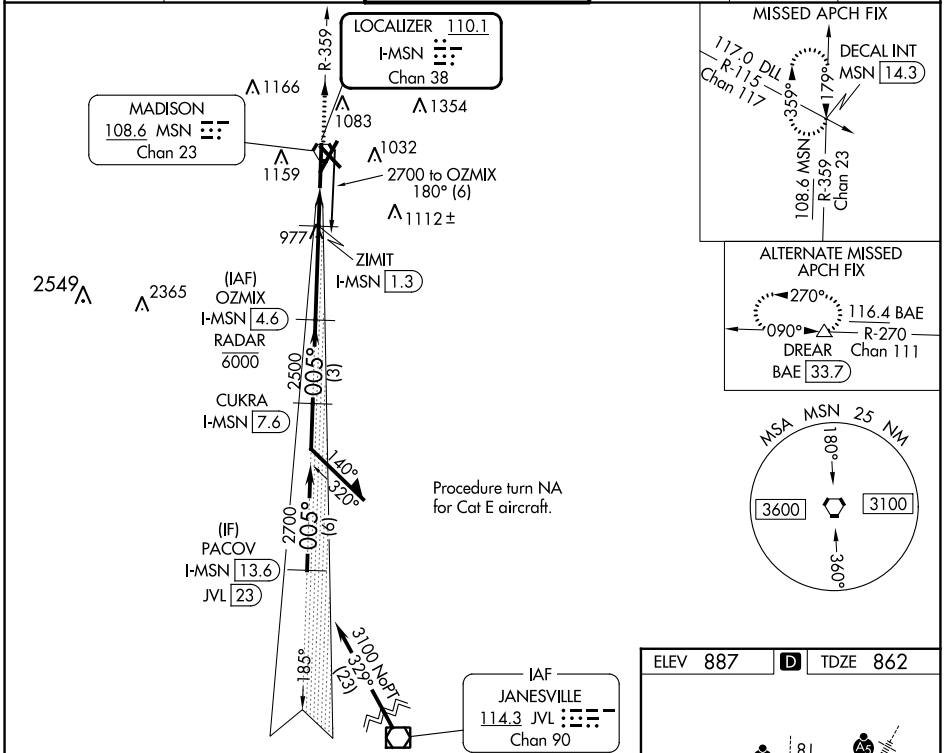 LOCALIZER 110.1
I-MSN
Chan 38
R-359
MADISON
108.6 MSN
Chan 23
1166
1083
1354
1159
1032
2700 to OZMIX
180° (6)
1112 ±
977
ZIMIT
I-MSN 1.3
2549
2365
(IAF)
OZMIX
I-MSN 4.6
RADAR
6000
2500
005°
(3)
CUKRA
I-MSN 7.6
140°
320°
Procedure turn NA
for Cat E aircraft.
2700
005°
(6)
(IF)
PACOV
I-MSN 13.6
JVL 23
185°
3100 NoPT
329°
(23)
IAF
JANESVILLE
114.3 JVL
Chan 90
MISSED APCH FIX
117.0 DLL
R-115
Chan 117
359°
179°
DECAL INT
MSN 14.3
108.6 MSN
R-359
Chan 23
ALTERNATE MISSED
APCH FIX
270°
090°
116.4 BAE
R-270
Chan 111
DREAR
BAE 33.7
MSA MSN 25 NM
180°
3600
3100
360°
ELEV 887
D
TDZE 862
81
A5